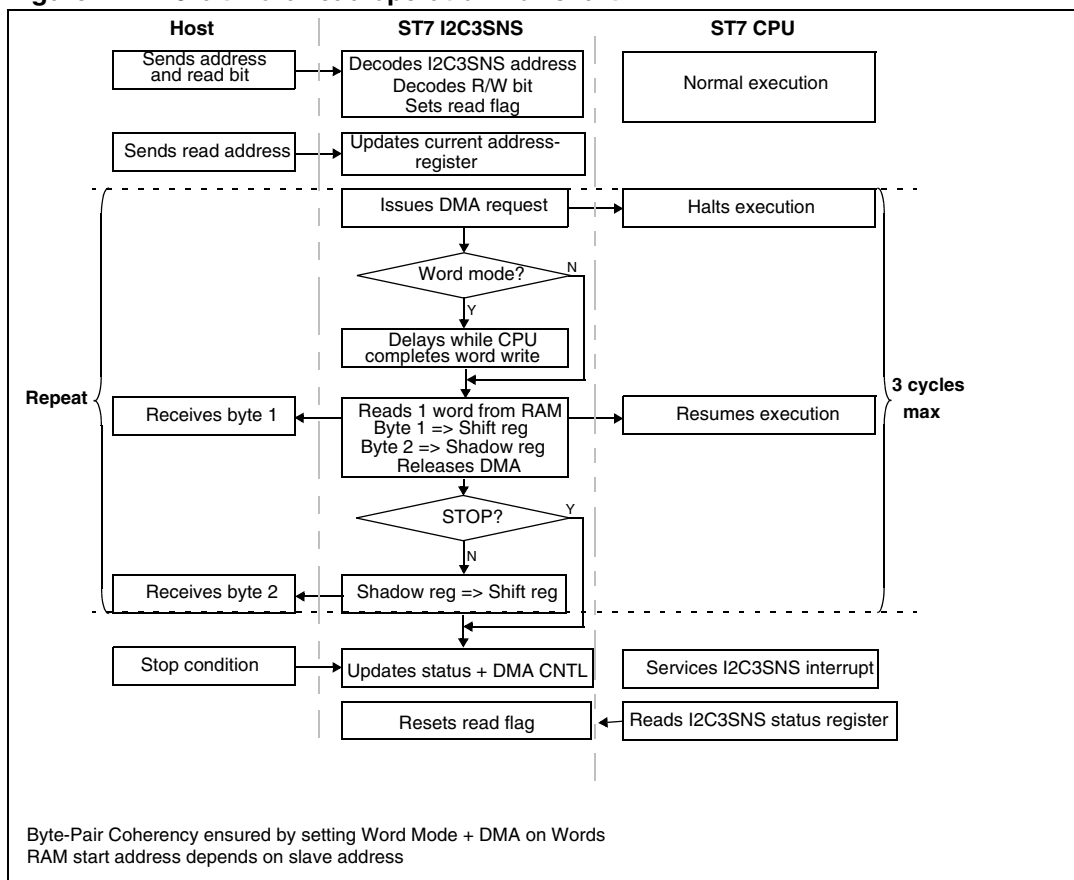 Host
ST7 I2C3SNS
ST7 CPU
Sends address
and read bit
Decodes I2C3SNS address
Decodes R/W bit
Sets read flag
Normal execution
Sends read address
Updates current address-
register
Issues DMA request
Halts execution
Word mode?
N
Y
Delays while CPU
completes word write
Repeat
3 cycles
max
Receives byte 1
Reads 1 word from RAM
Byte 1 => Shift reg
Byte 2 => Shadow reg
Releases DMA
Resumes execution
STOP?
Y
N
Receives byte 2
Shadow reg => Shift reg
Stop condition
Updates status + DMA CNTL
Services I2C3SNS interrupt
Resets read flag
Reads I2C3SNS status register
Byte-Pair Coherency ensured by setting Word Mode + DMA on Words
RAM start address depends on slave address